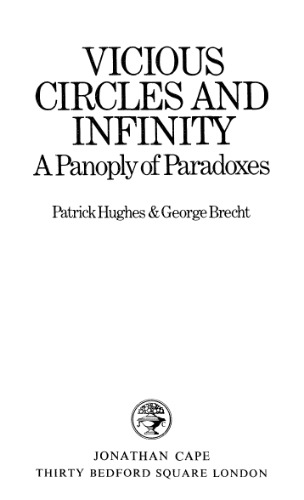 VICIOUS
CIRCLES AND
INFINITY
A Panoply of Paradoxes
Patrick Hughes & George Brecht
JONATHAN CAPE
THIRTY BEDFORD SQUARE LONDON